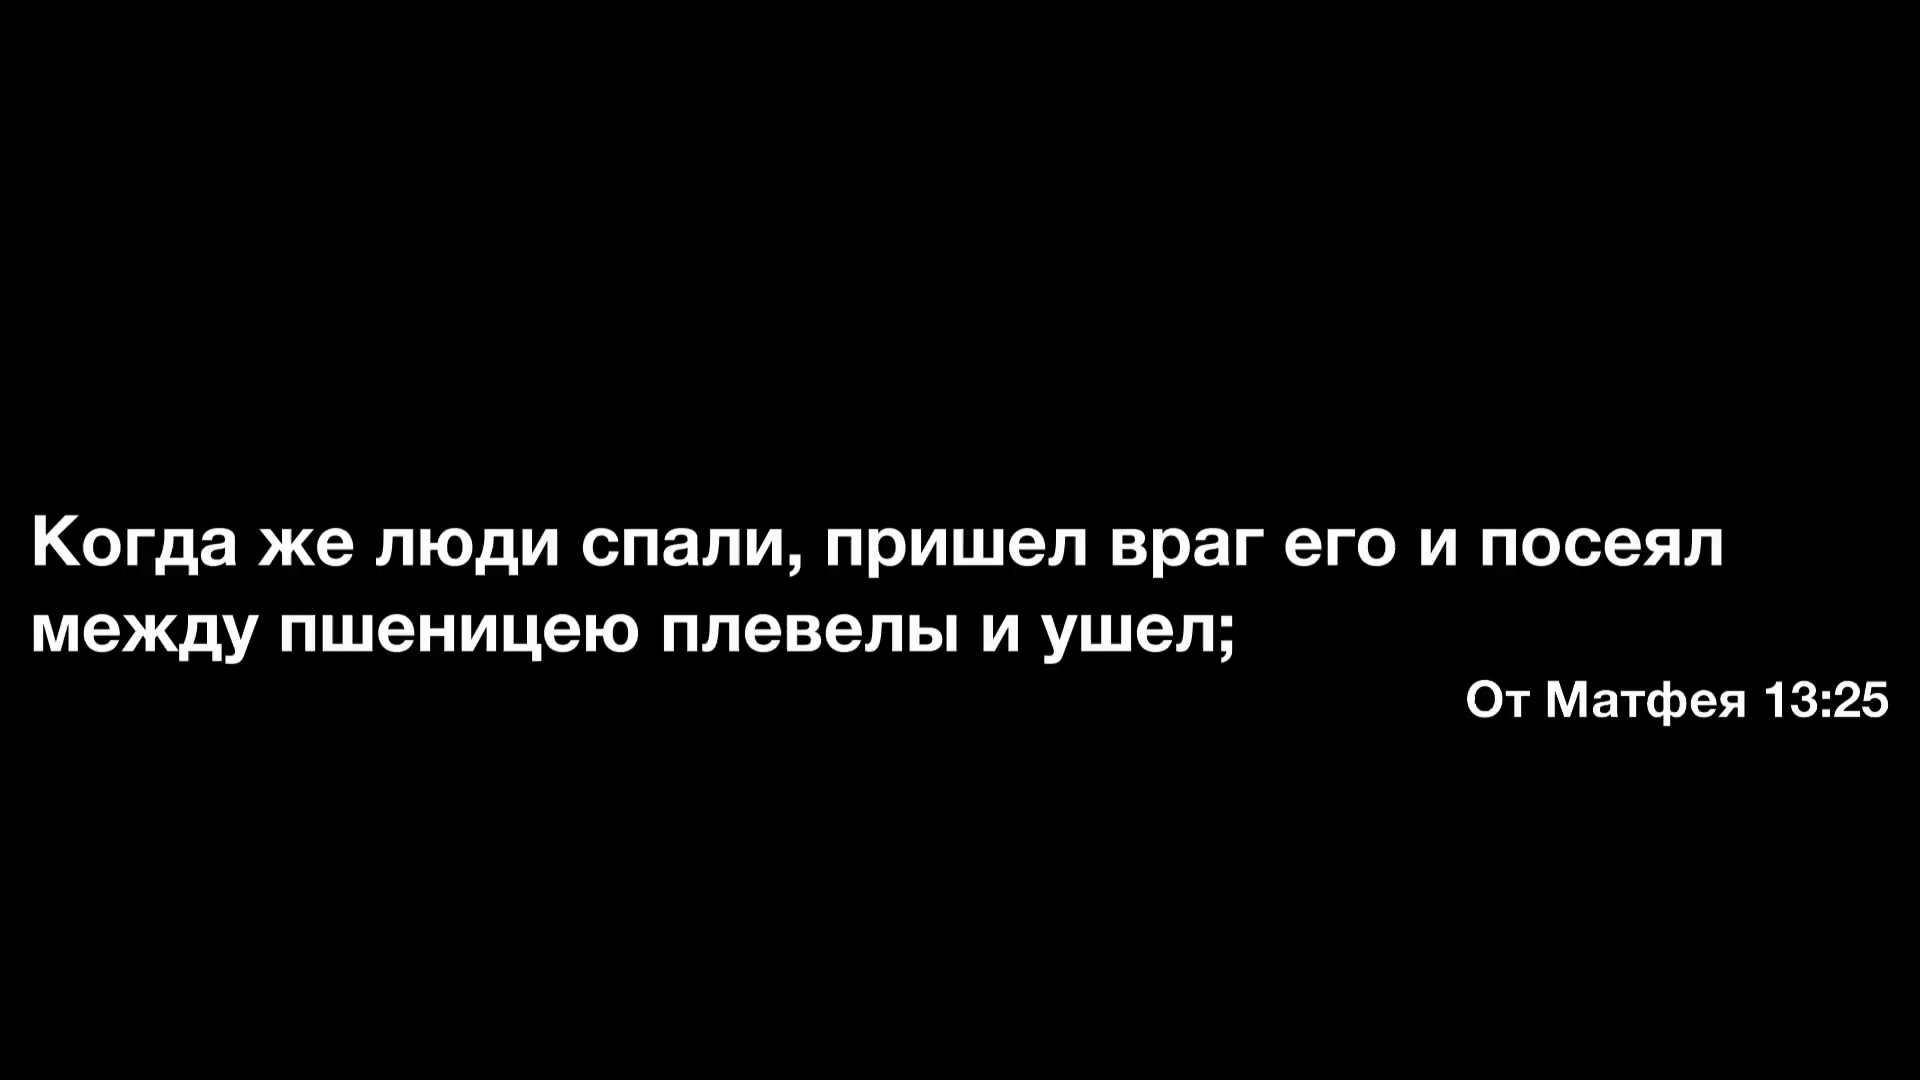 Когда же люди спали, пришел враг его и посеял
между пшеницею плевелы и ушел;
От Матфея 13:25